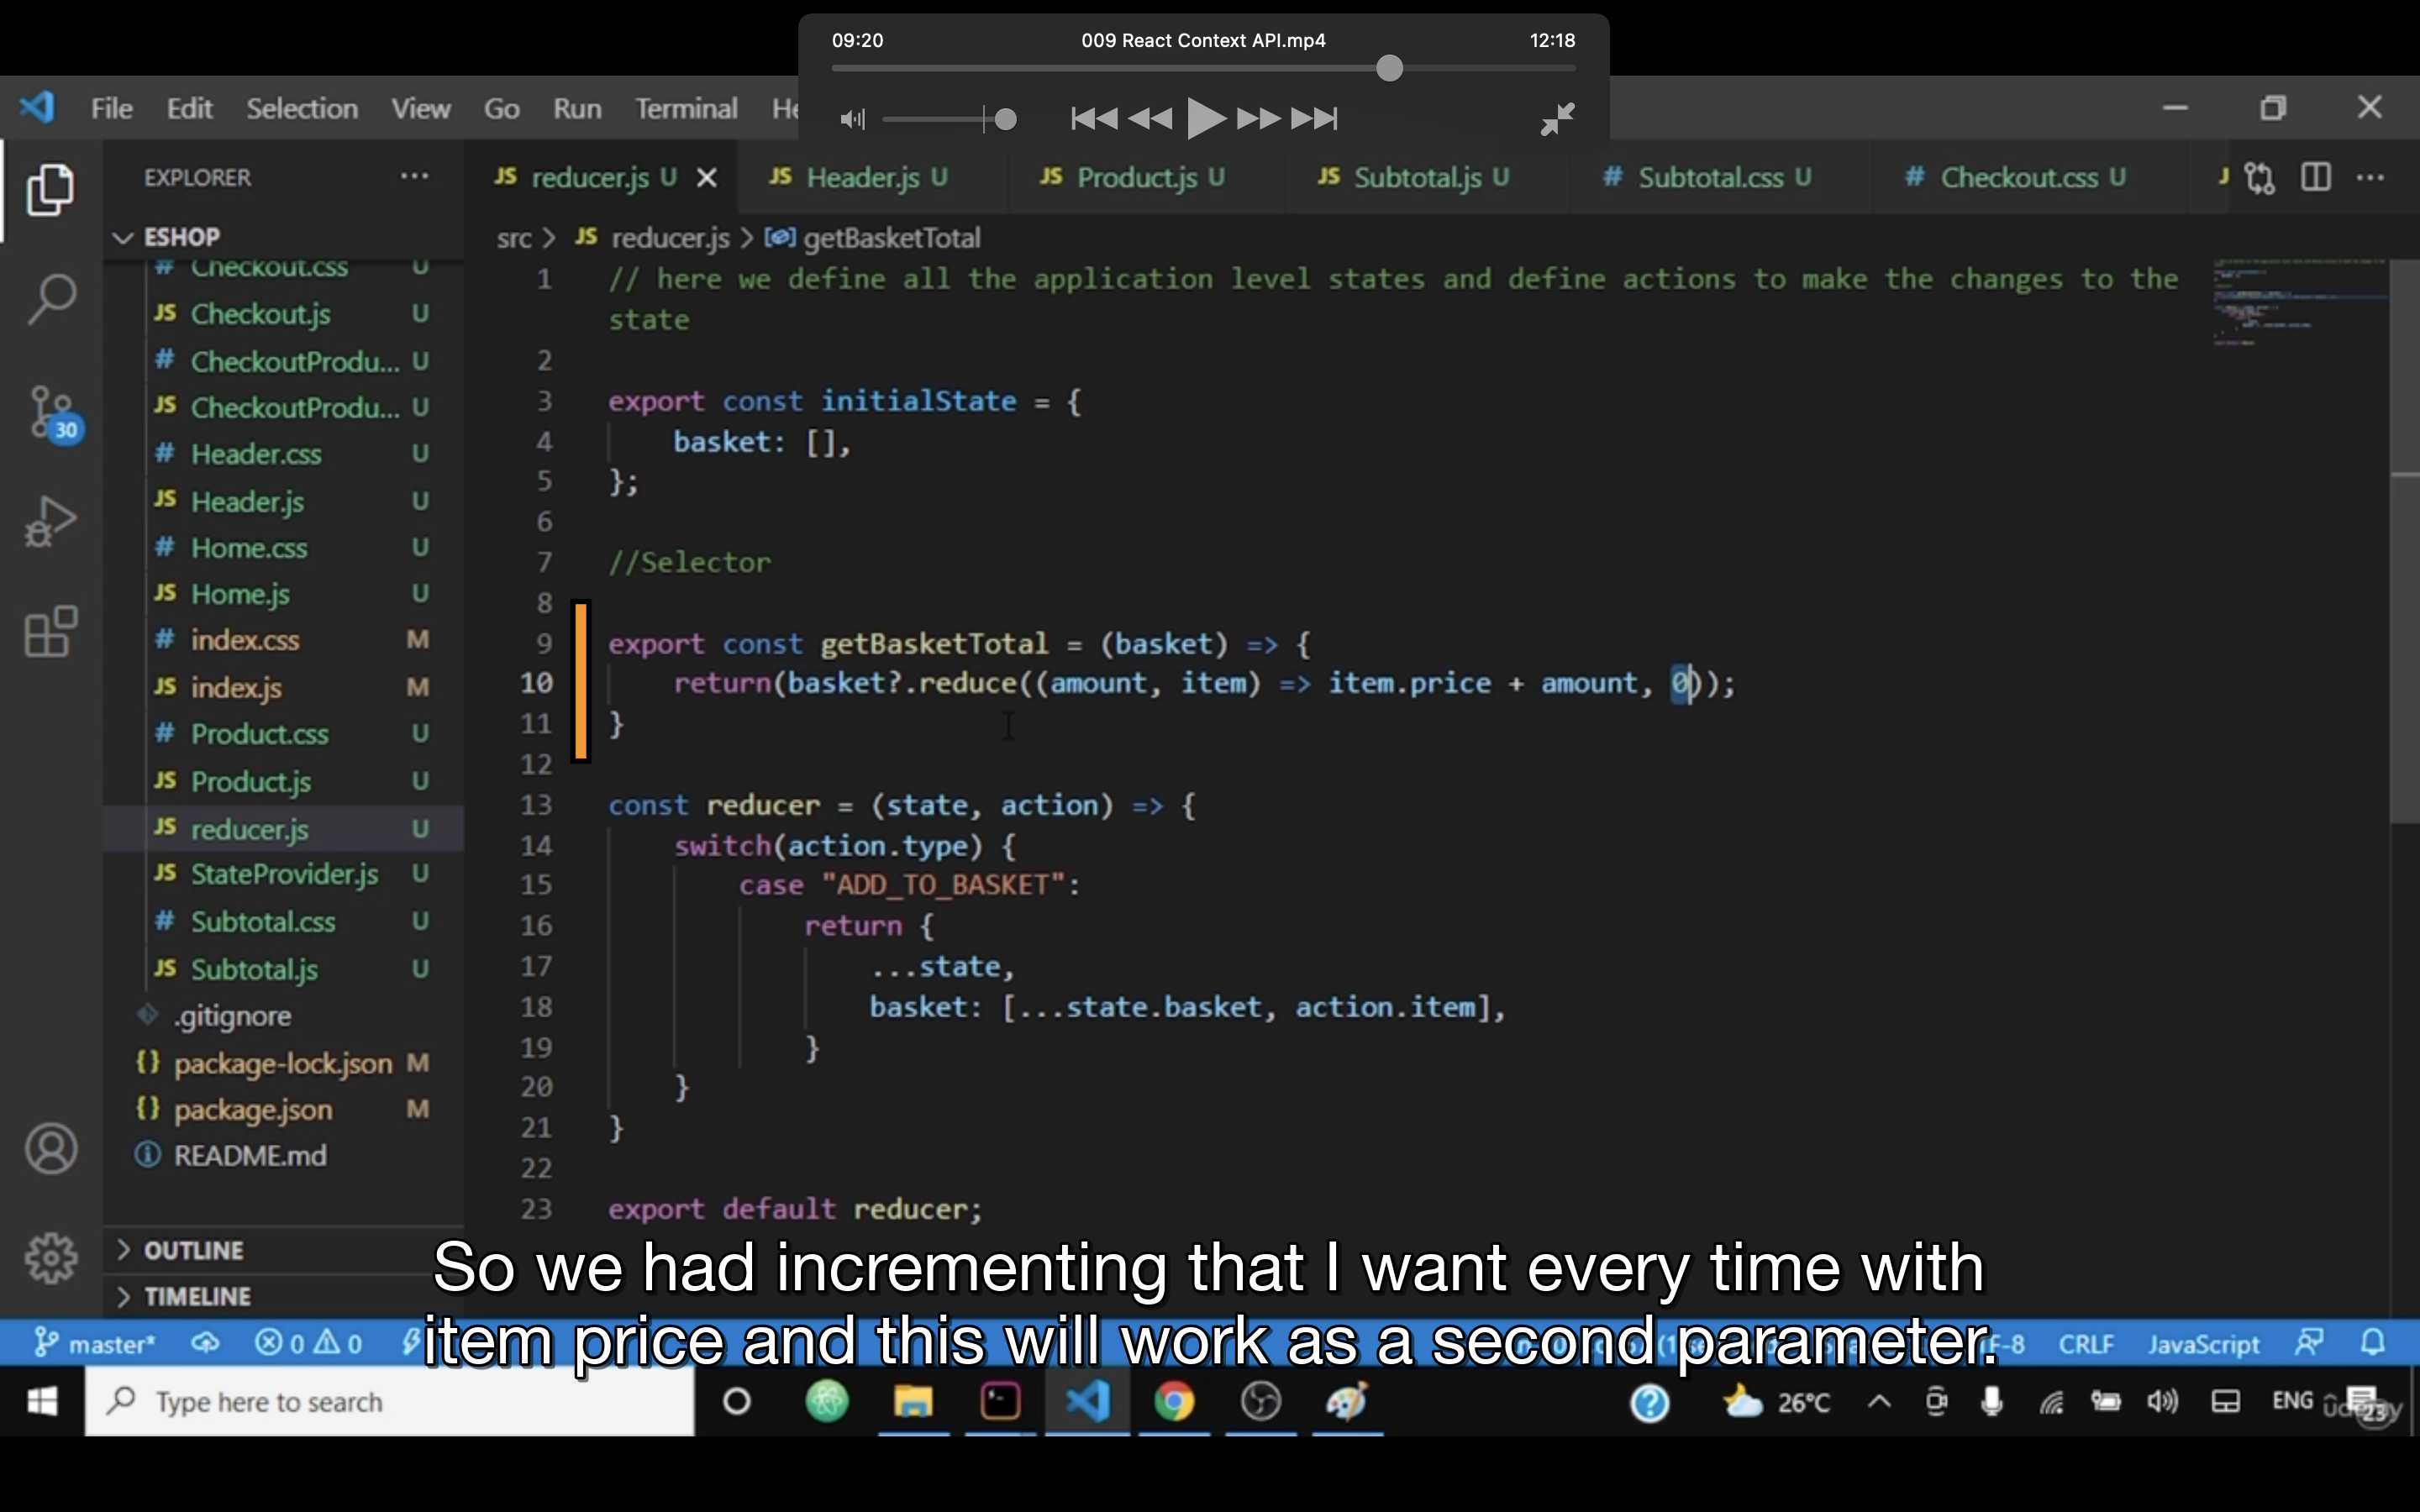 09:20 009 React Context API.mp4 12:18
File Edit Selection View Go Run Terminal
EXPLORER
reducer.js U
Header.js U
Product.js U
Subtotal.js U
Subtotal.css U
Checkout.css U
ESHOP
src > reducer.js > getBasketTotal
Checkout.css U
Checkout.js U
CheckoutProdu... U
CheckoutProdu... U
Header.css U
Header.js U
Home.css U
Home.js U
index.css M
index.js M
Product.css U
Product.js U
reducer.js U
StateProvider.js U
Subtotal.css U
Subtotal.js U
.gitignore
package-lock.json M
package.json M
README.md
OUTLINE
TIMELINE
30
1 // here we define all the application level states and define actions to make the changes to the
state
2
3 export const initialState = {
4 basket: [],
5 };
6
7 //Selector
8
9 export const getBasketTotal = (basket) => {
10 return(basket?.reduce((amount, item) => item.price + amount, 0));
11 }
12
13 const reducer = (state, action) => {
14 switch(action.type) {
15 case "ADD_TO_BASKET":
16 return {
17 ...state,
18 basket: [...state.basket, action.item],
19 }
20 }
21 }
22
23 export default reducer;
So we had incrementing that I want every time with
item price and this will work as a second parameter.
master* 0 0 CRLF JavaScript
Type here to search 26°C ENG